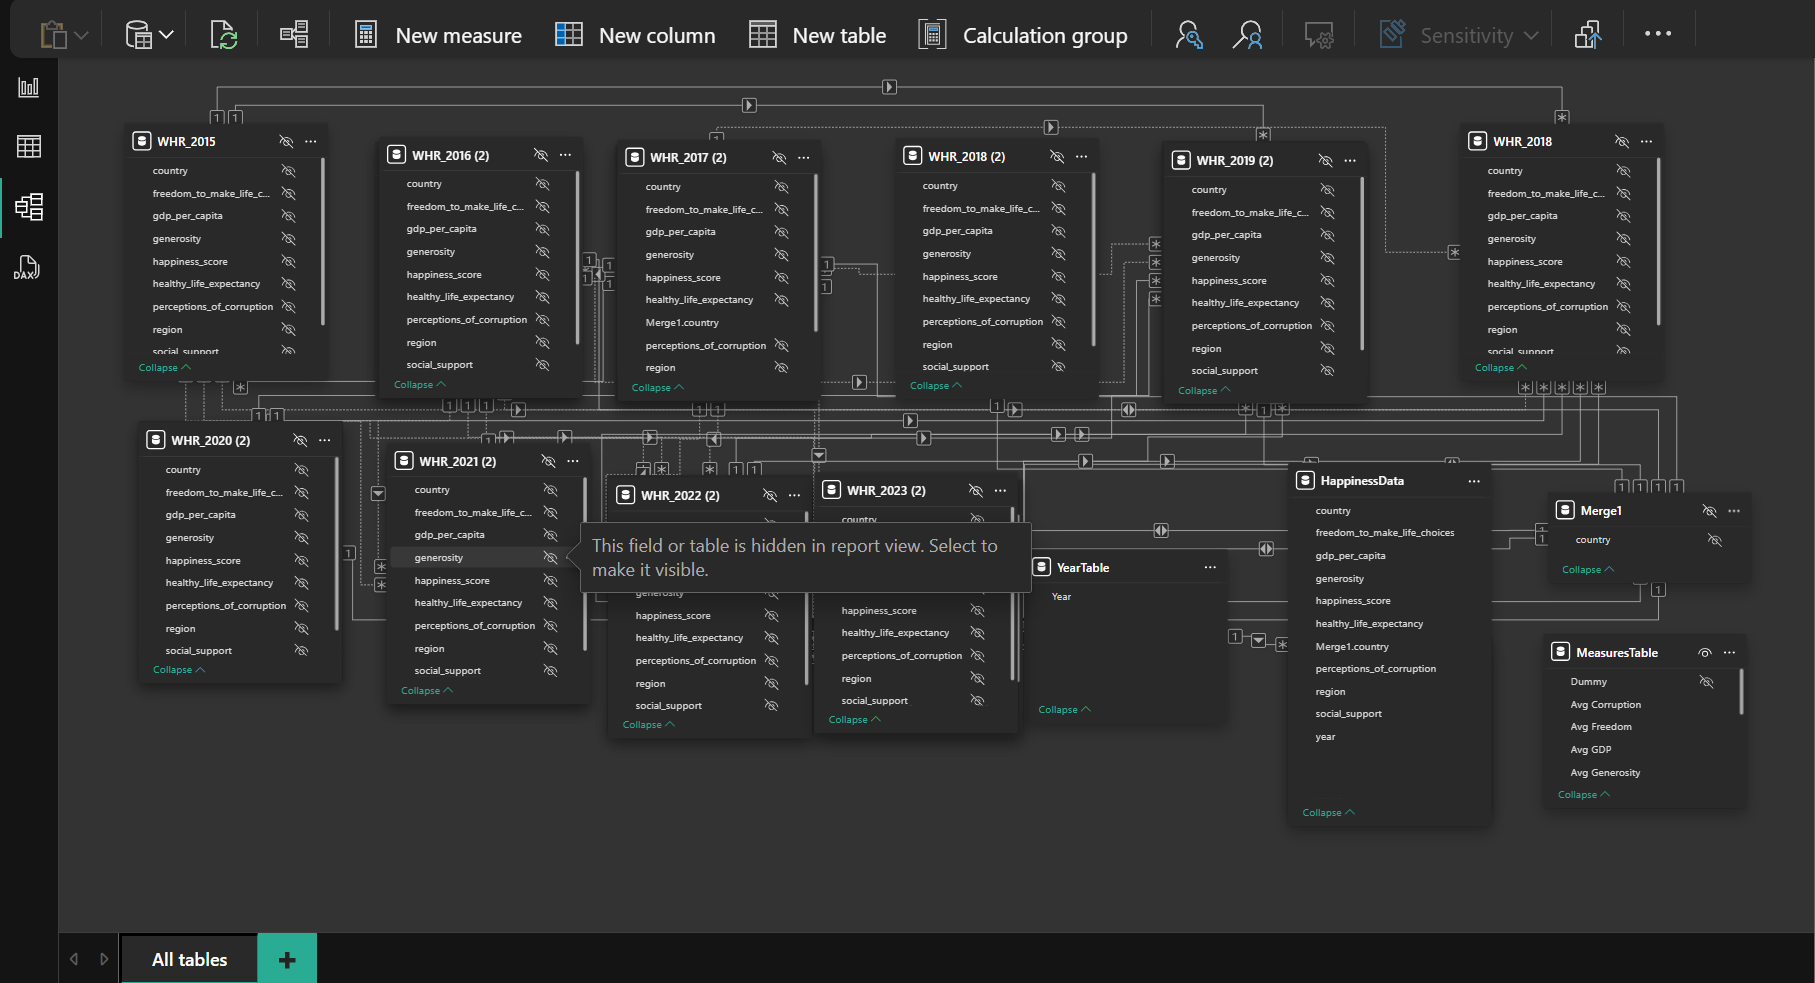 New measure
New column
New table
Calculation group
Sensitivity
DAX
WHR_2015
country
freedom_to_make_life_c...
gdp_per_capita
generosity
happiness_score
healthy_life_expectancy
perceptions_of_corruption
region
social_support
Collapse
WHR_2016 (2)
country
freedom_to_make_life_c...
gdp_per_capita
generosity
happiness_score
healthy_life_expectancy
perceptions_of_corruption
region
social_support
Collapse
WHR_2017 (2)
country
freedom_to_make_life_c...
gdp_per_capita
generosity
happiness_score
healthy_life_expectancy
Merge1.country
perceptions_of_corruption
region
Collapse
WHR_2018 (2)
country
freedom_to_make_life_c...
gdp_per_capita
generosity
happiness_score
healthy_life_expectancy
perceptions_of_corruption
region
social_support
Collapse
WHR_2019 (2)
country
freedom_to_make_life_c...
gdp_per_capita
generosity
happiness_score
healthy_life_expectancy
perceptions_of_corruption
region
social_support
Collapse
WHR_2018
country
freedom_to_make_life_c...
gdp_per_capita
generosity
happiness_score
healthy_life_expectancy
perceptions_of_corruption
region
social_support
Collapse
WHR_2020 (2)
country
freedom_to_make_life_c...
gdp_per_capita
generosity
happiness_score
healthy_life_expectancy
perceptions_of_corruption
region
social_support
Collapse
WHR_2021 (2)
country
freedom_to_make_life_c...
gdp_per_capita
generosity
happiness_score
healthy_life_expectancy
perceptions_of_corruption
region
social_support
Collapse
WHR_2022 (2)
generosity
happiness_score
healthy_life_expectancy
perceptions_of_corruption
region
social_support
Collapse
WHR_2023 (2)
country
happiness_score
healthy_life_expectancy
perceptions_of_corruption
region
social_support
Collapse
This field or table is hidden in report view. Select to
make it visible.
YearTable
Year
Collapse
HappinessData
country
freedom_to_make_life_choices
gdp_per_capita
generosity
happiness_score
healthy_life_expectancy
Merge1.country
perceptions_of_corruption
region
social_support
year
Collapse
Merge1
country
Collapse
MeasuresTable
Dummy
Avg Corruption
Avg Freedom
Avg GDP
Avg Generosity
Collapse
All tables